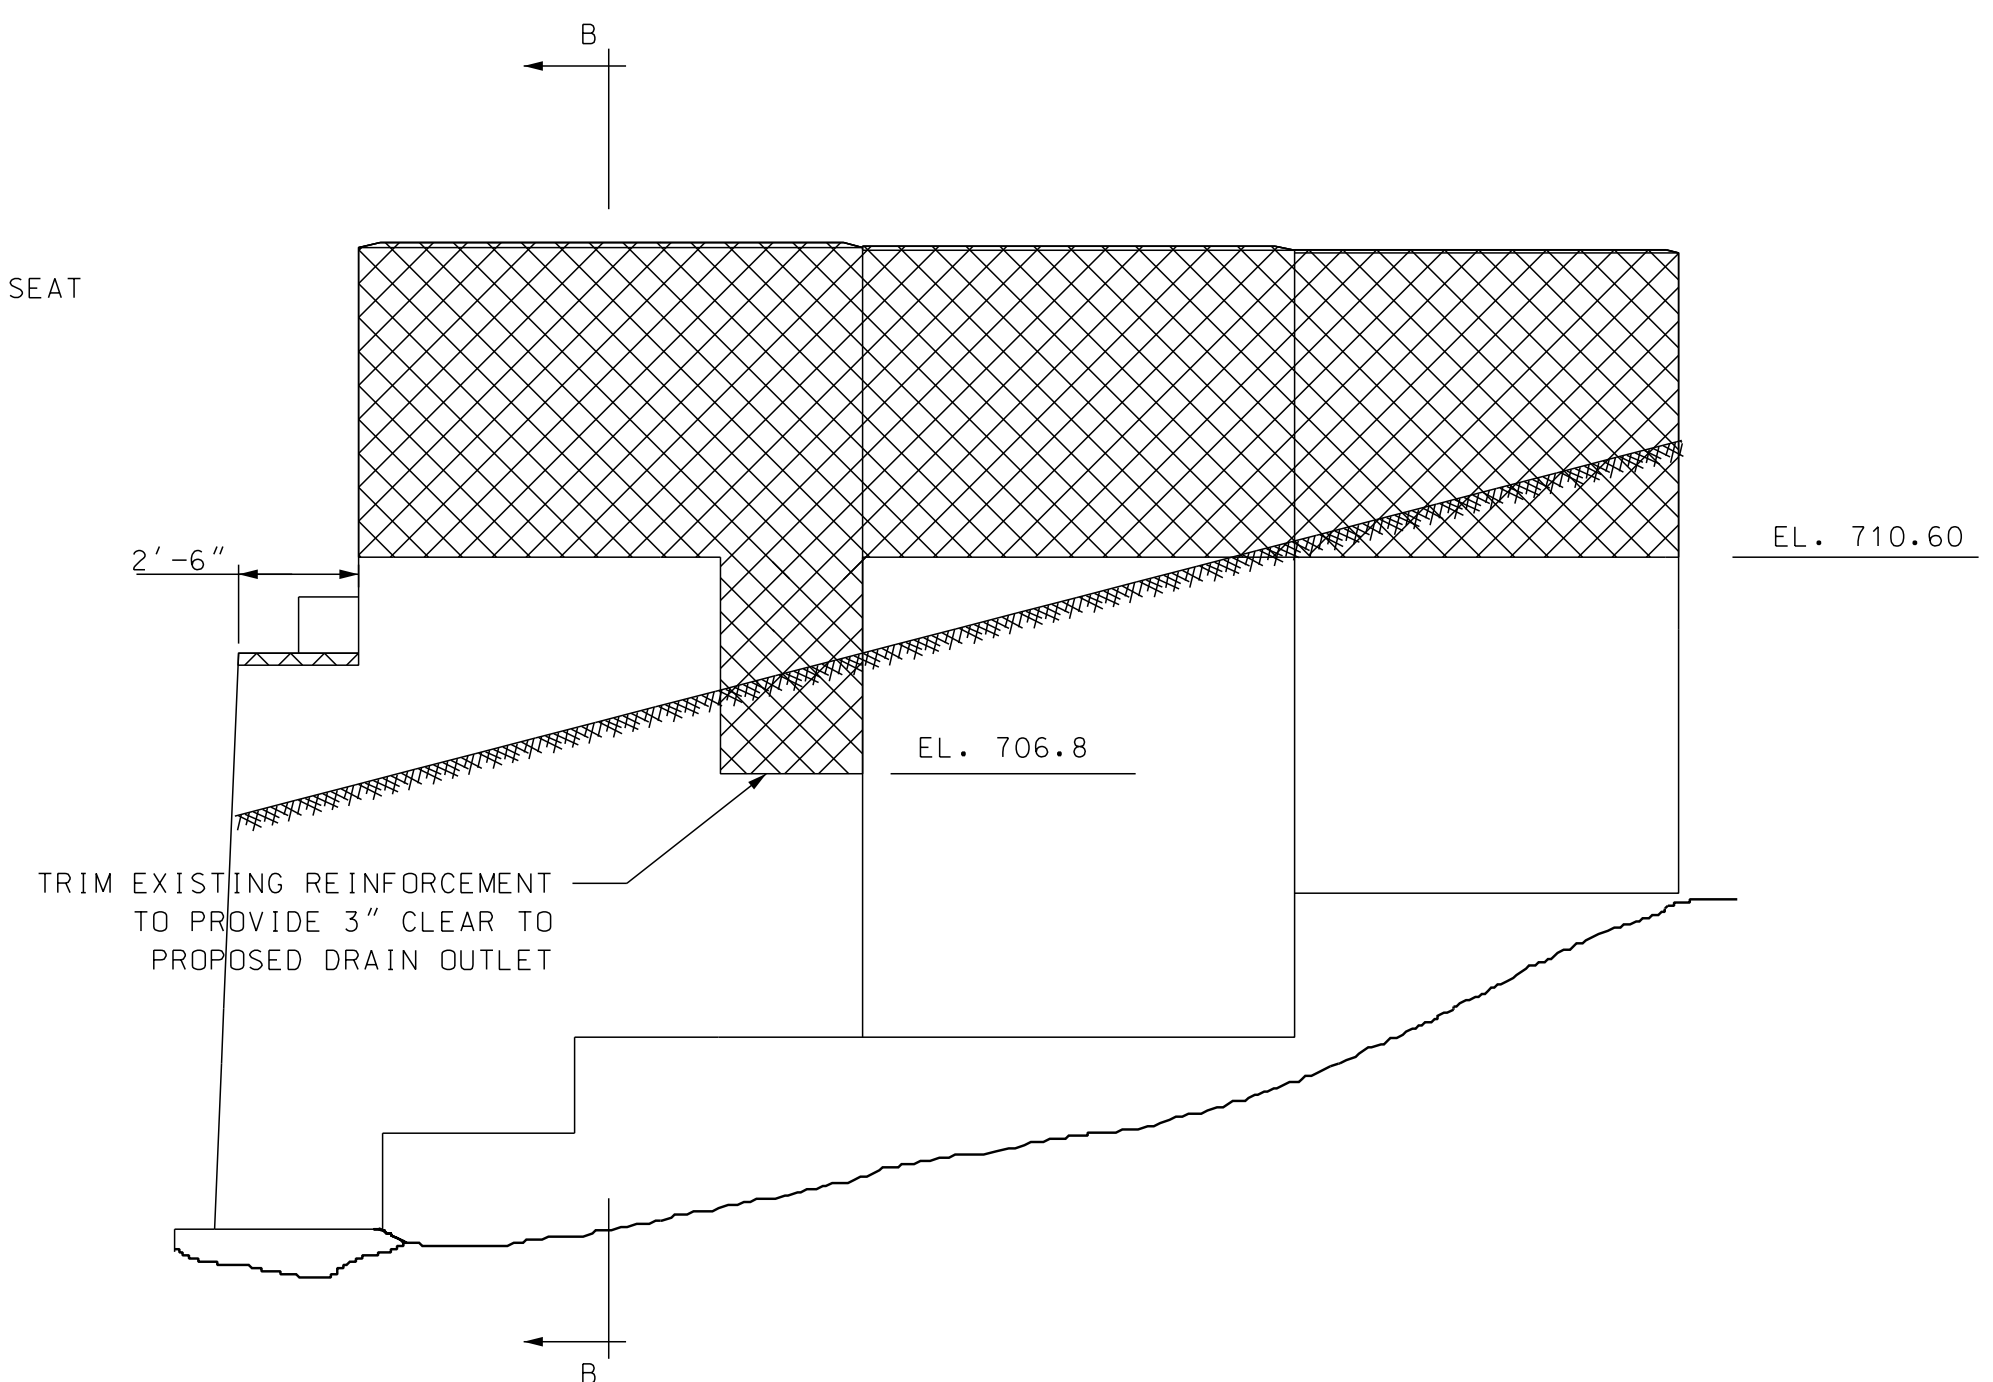 B
SEAT
EL. 710.60
2'-6"
EL. 706.8
TRIM EXISTING REINFORCEMENT
TO PROVIDE 3" CLEAR TO
PROPOSED DRAIN OUTLET
B